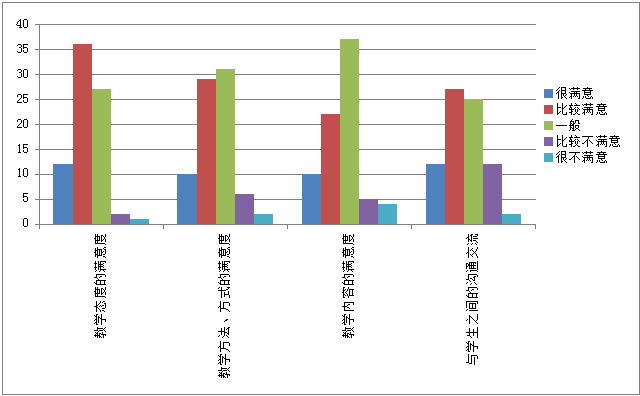 40
35
30
25
20
15
10
5
0
教学态度的满意度
教学方法、方式的满意度
教学内容的满意度
与学生之间的沟通交流
很满意
比较满意
一般
比较不满意
很不满意